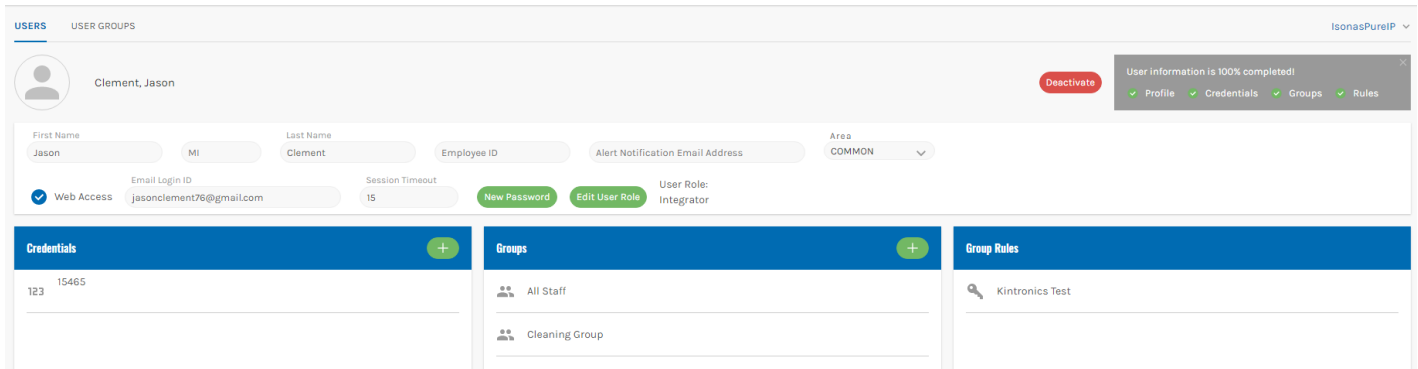 USERS USER GROUPS IsonasPureIP
Clement, Jason Deactivate
User information is 100% completed!
Profile Credentials Groups Rules
First Name Last Name Area
Jason MI Clement Employee ID Alert Notification Email Address COMMON
Email Login ID Session Timeout User Role:
Web Access jasonclement76@gmail.com 15 New Password Edit User Role Integrator
Credentials + Groups + Group Rules
123 15465 All Staff Kintronics Test
Cleaning Group